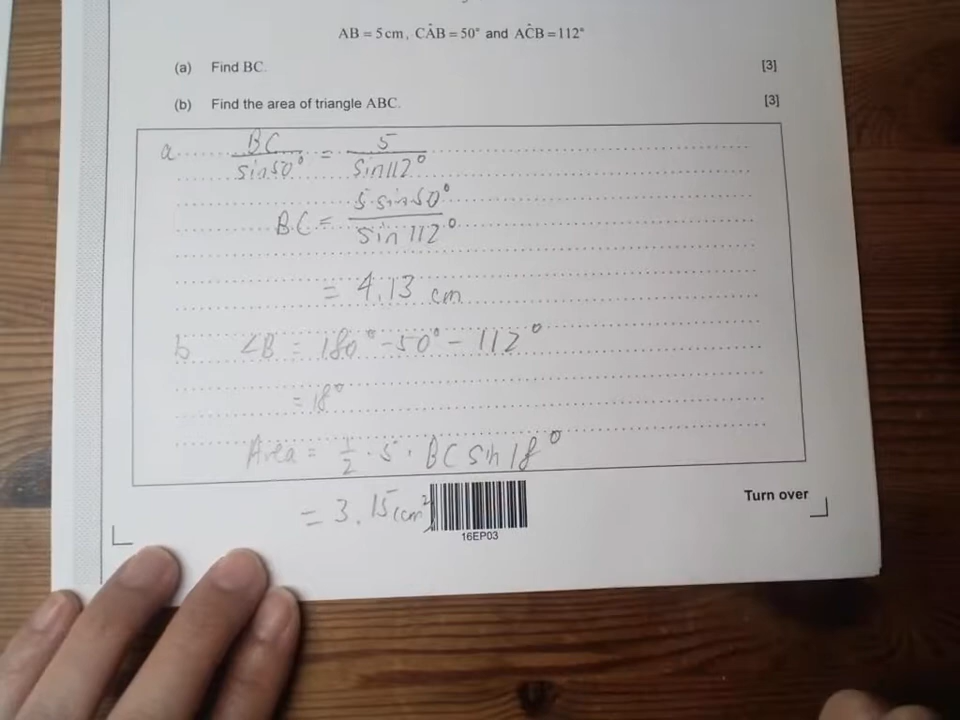 AB = 5 cm, CÂB = 50° and AĈB = 112°
(a) Find BC. [3]
(b) Find the area of triangle ABC. [3]
a BC/sin50° = 5/sin112°
BC = 5·sin50°/sin112°
= 4.13 cm
b ∠B = 180° - 50° - 112°
= 18°
Area = 1/2 · 5 · BC sin18°
= 3.15 (cm²)
Turn over
16EP03